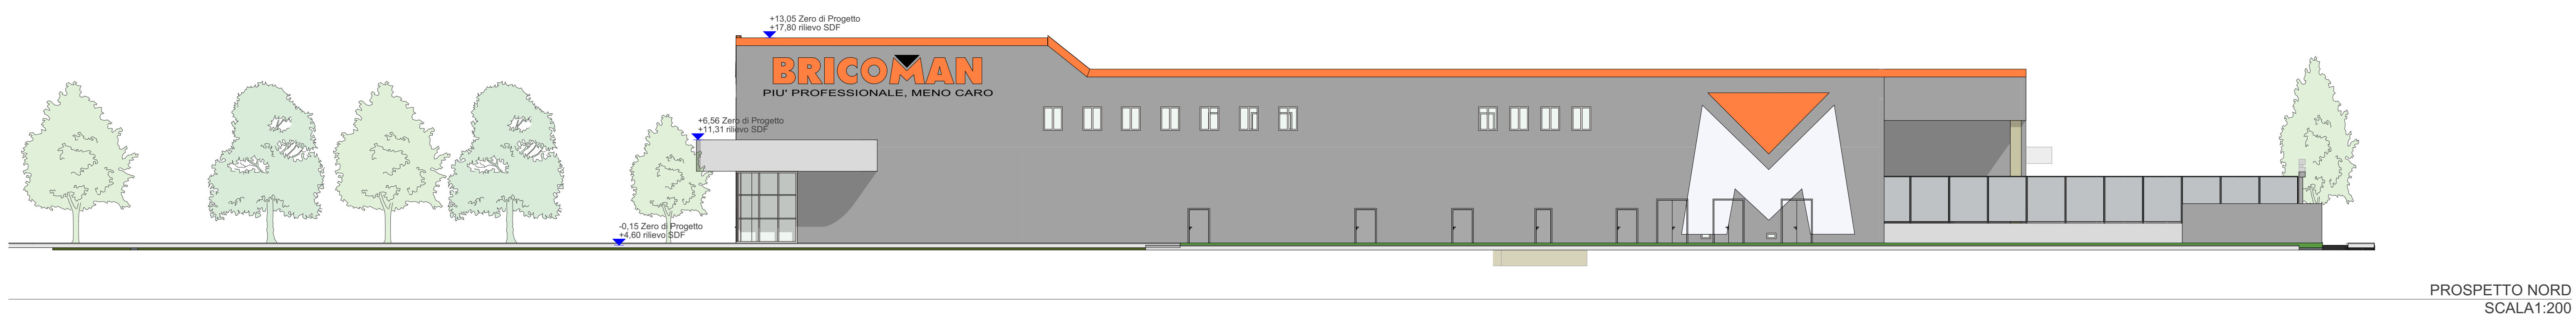 +13,05 Zero di Progetto
+17,80 rilievo SDF
BRICOMAN
PIU' PROFESSIONALE, MENO CARO
+6,56 Zero di Progetto
+11,31 rilievo SDF
-0,15 Zero di Progetto
+4,60 rilievo SDF
PROSPETTO NORD
SCALA1:200